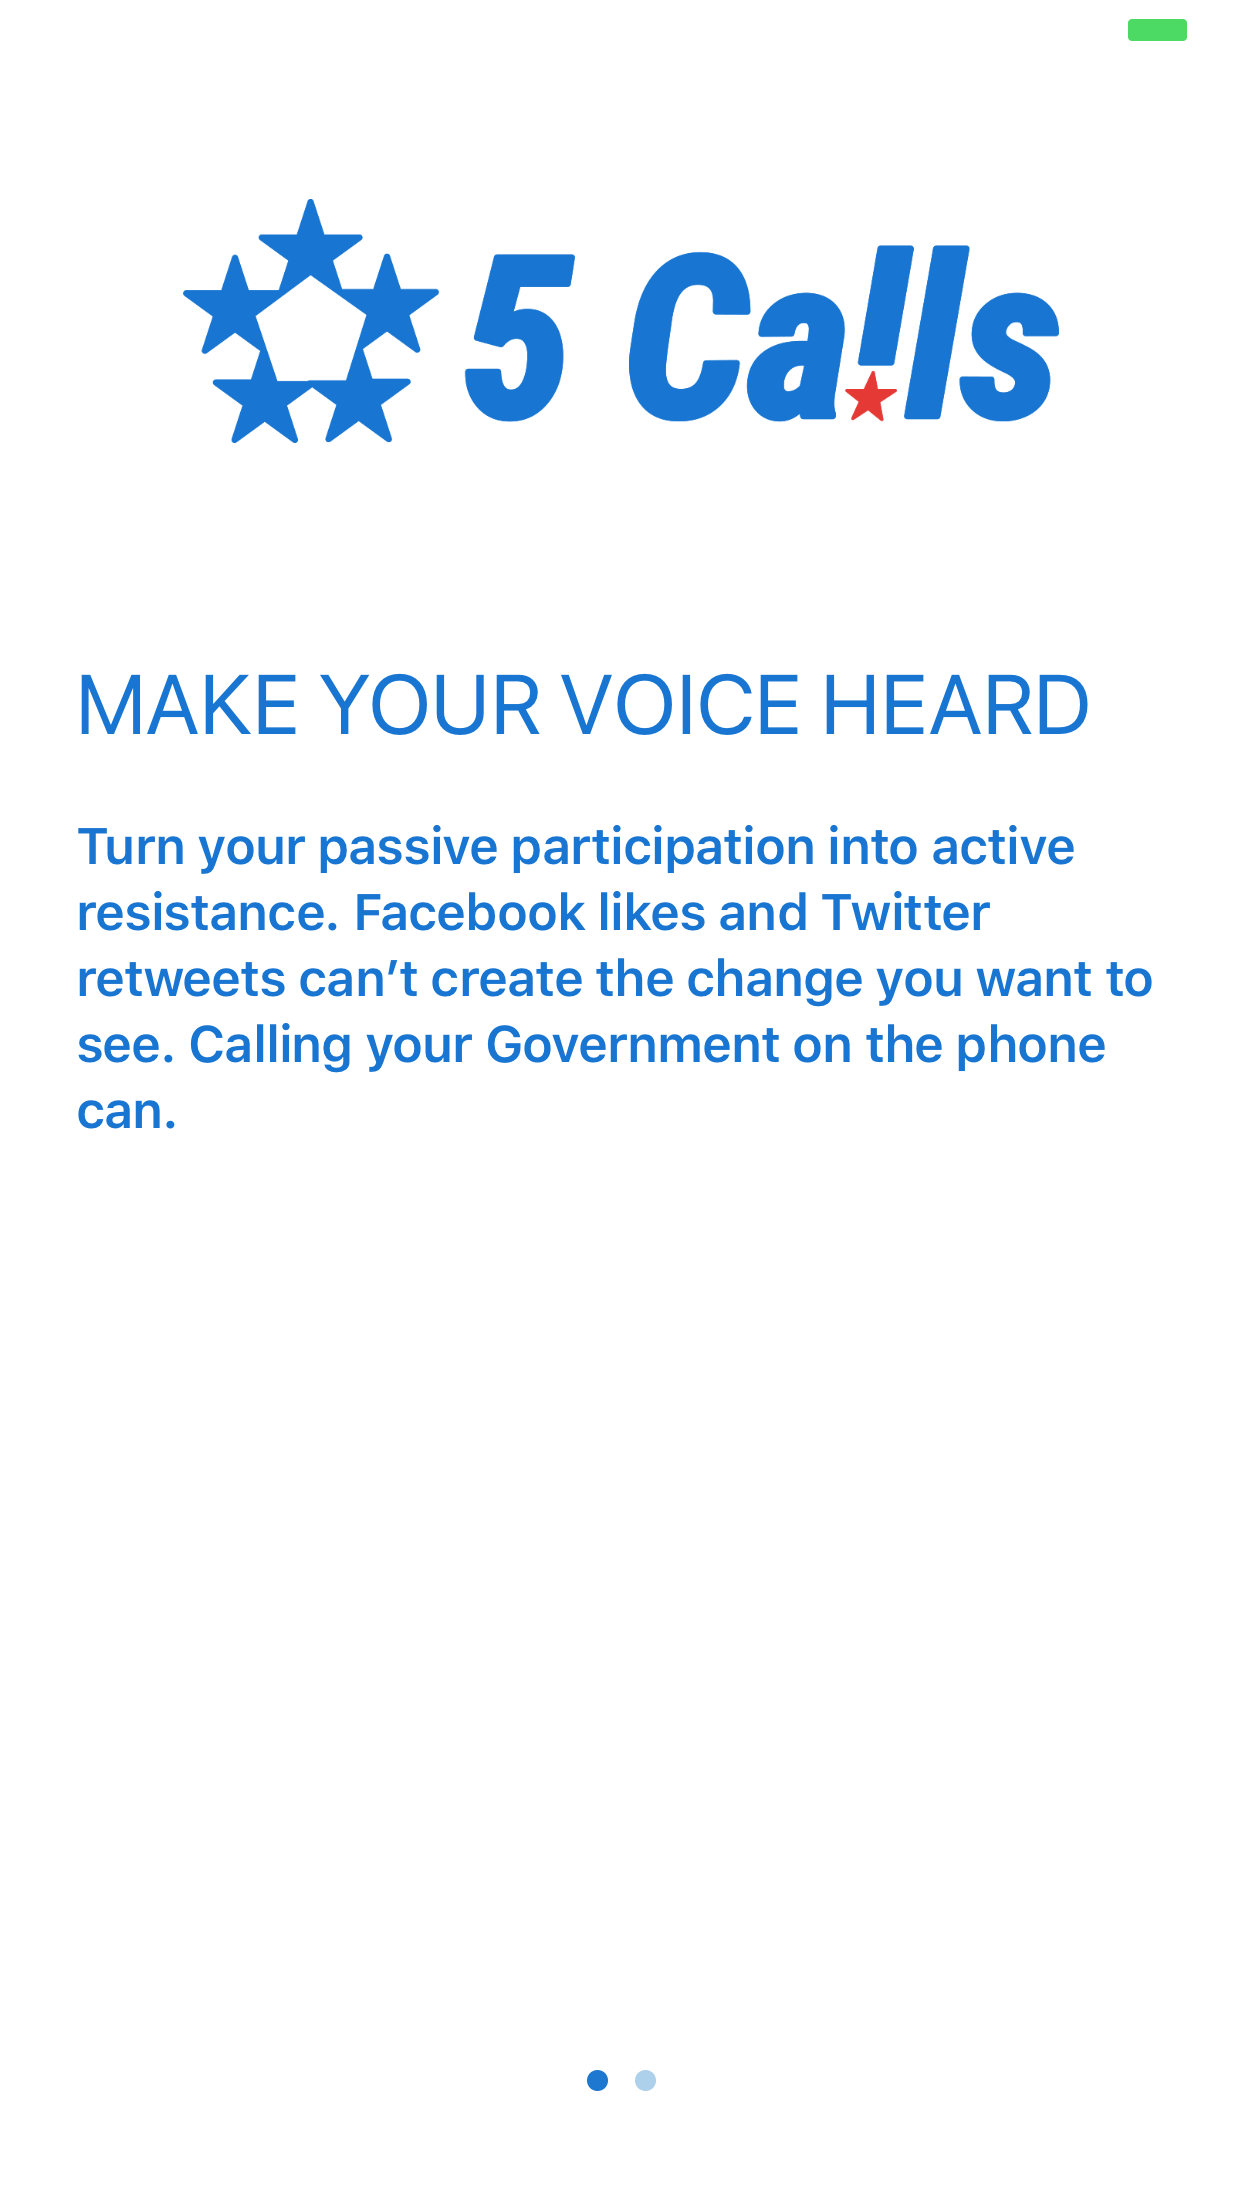 5 Calls
MAKE YOUR VOICE HEARD
Turn your passive participation into active
resistance. Facebook likes and Twitter
retweets can’t create the change you want to
see. Calling your Government on the phone
can.